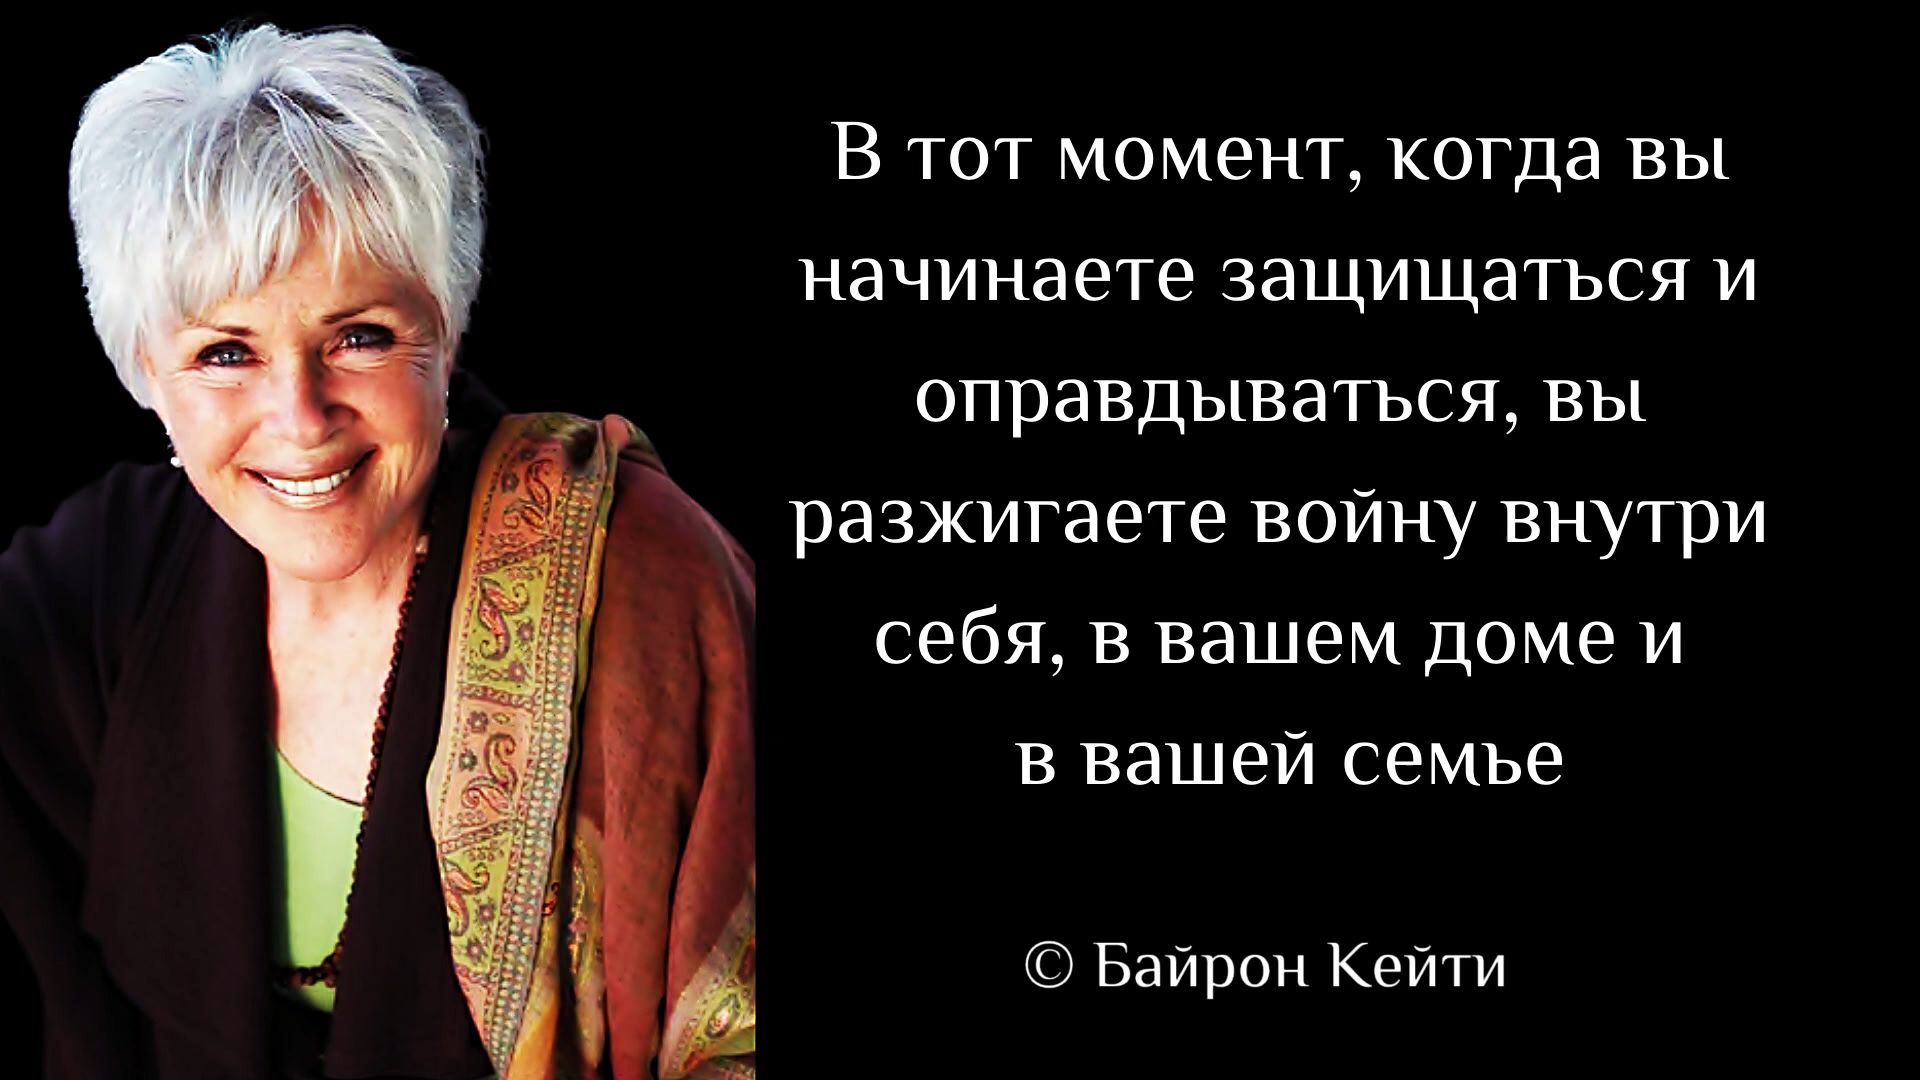 В тот момент, когда вы
начинаете защищаться и
оправдываться, вы
разжигаете войну внутри
себя, в вашем доме и
в вашей семье
© Байрон Кейти